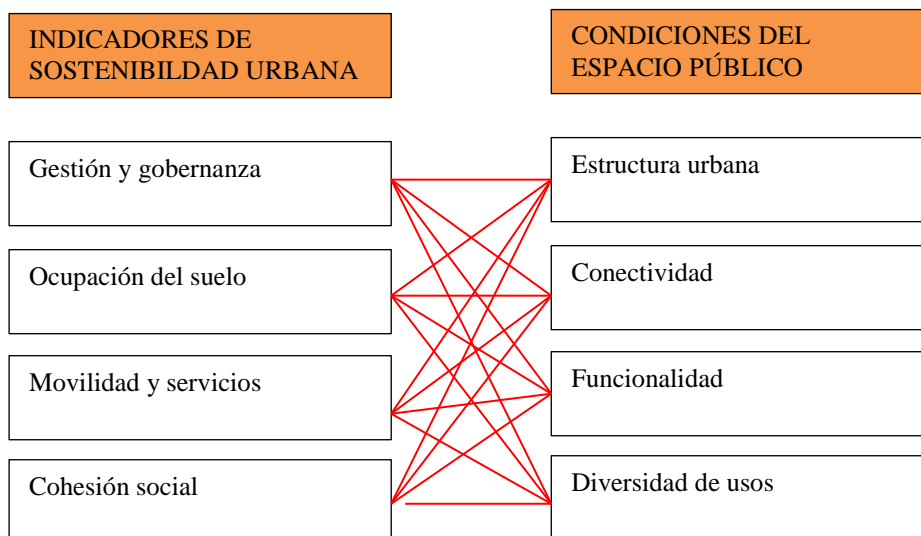 INDICADORES DE
SOSTENIBILDAD URBANA
CONDICIONES DEL
ESPACIO PÚBLICO
Gestión y gobernanza
Estructura urbana
Ocupación del suelo
Conectividad
Movilidad y servicios
Funcionalidad
Cohesión social
Diversidad de usos